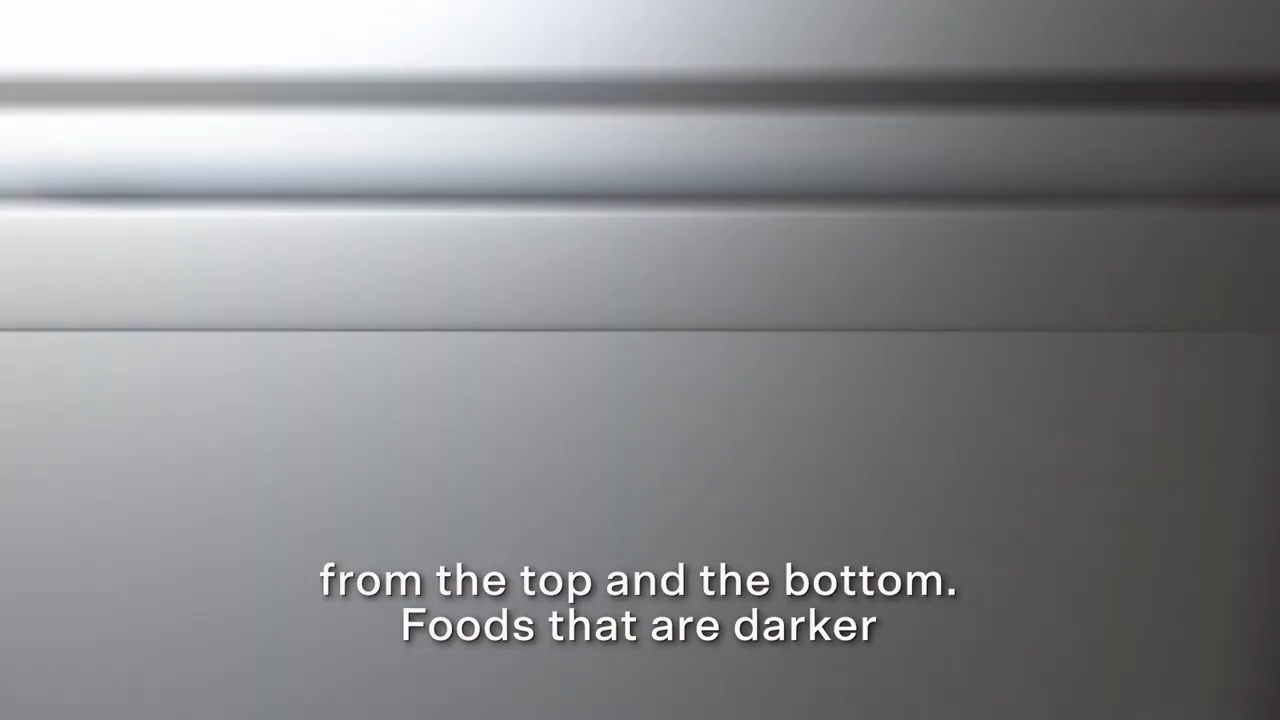 from the top and the bottom.
Foods that are darker